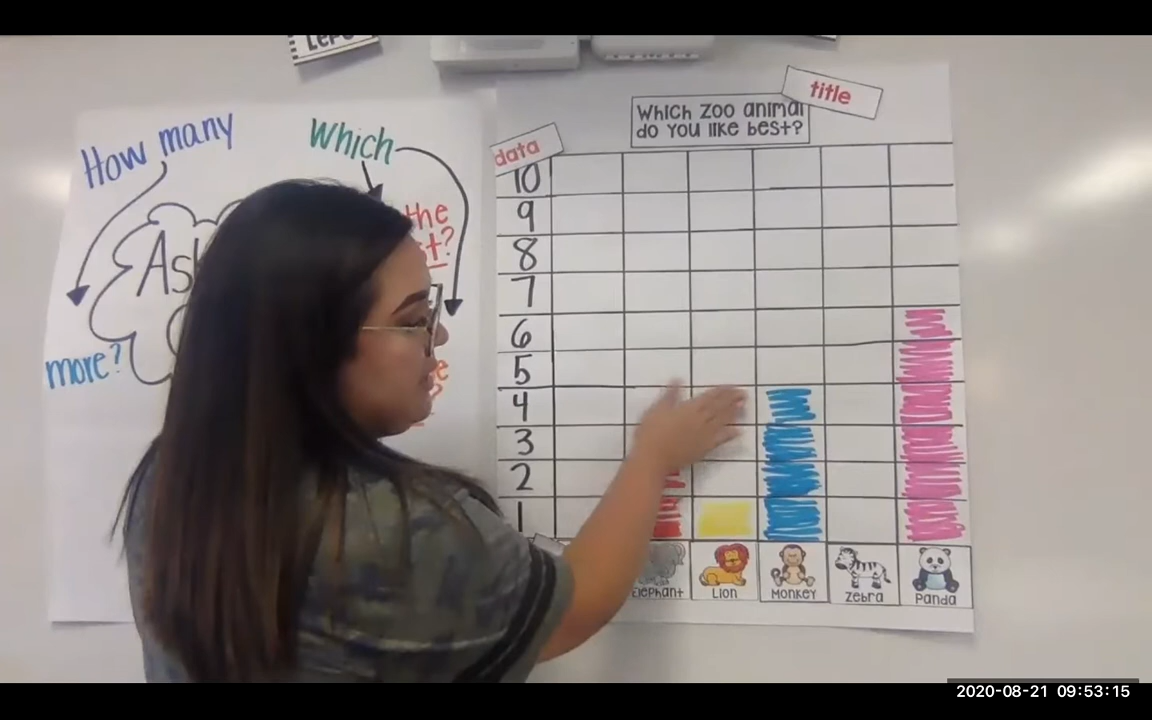 How many
Which
the
more?
title
Which zoo animal
do you like best?
data
10
9
8
7
6
5
4
3
2
1
Elephant
Lion
Monkey
Zebra
Panda
2020-08-21 09:53:15